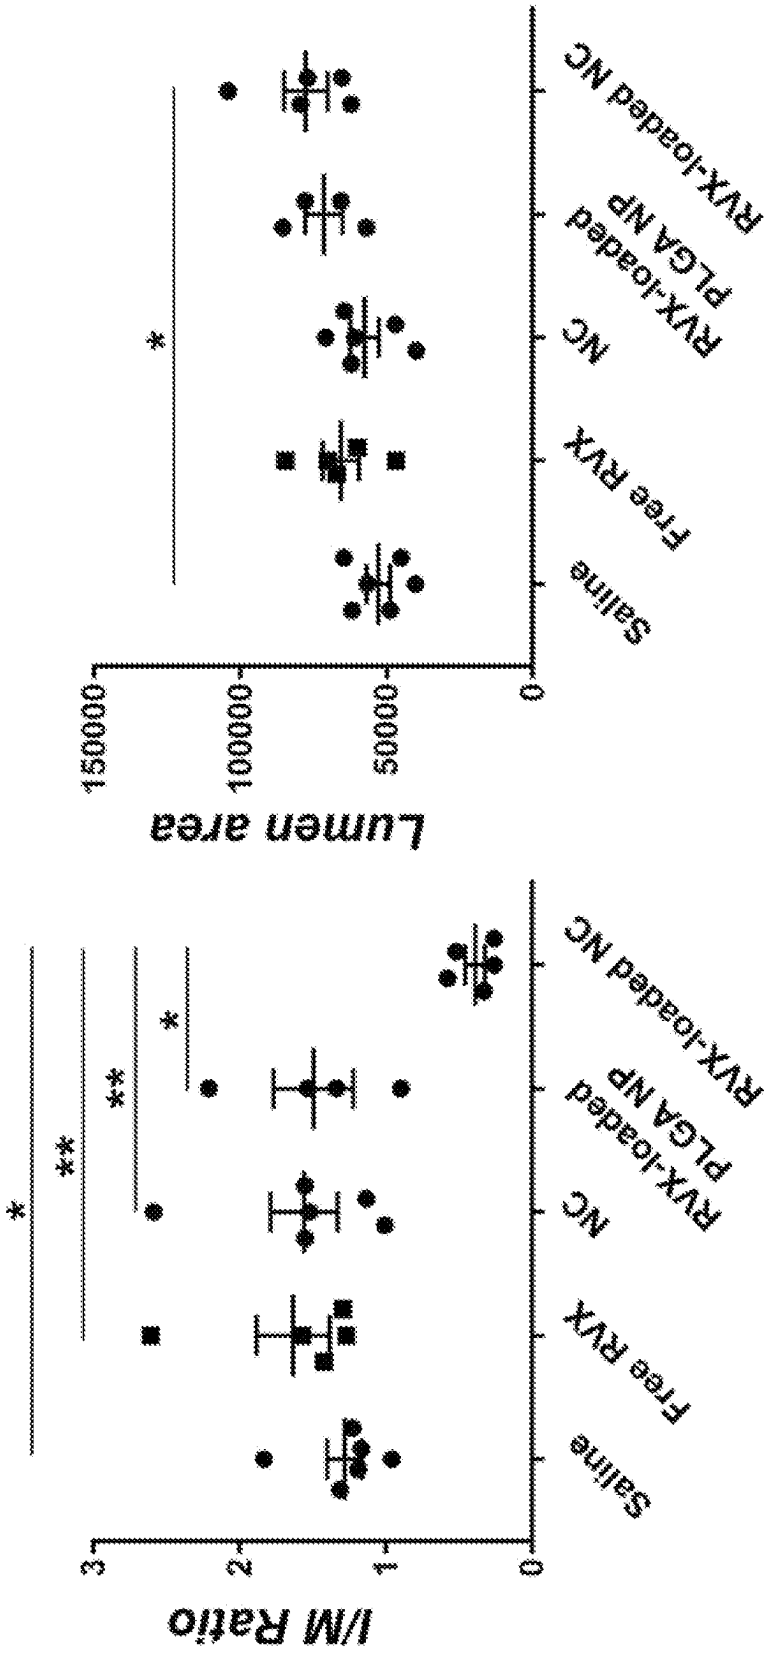 I/M Ratio
3
2
1
0
*
**
**
*
Saline
Free RVX
NC
RVX-loaded
PLGA NP
RVX-loaded NC
Lumen area
150000
100000
50000
0
*
Saline
Free RVX
NC
RVX-loaded
PLGA NP
RVX-loaded NC